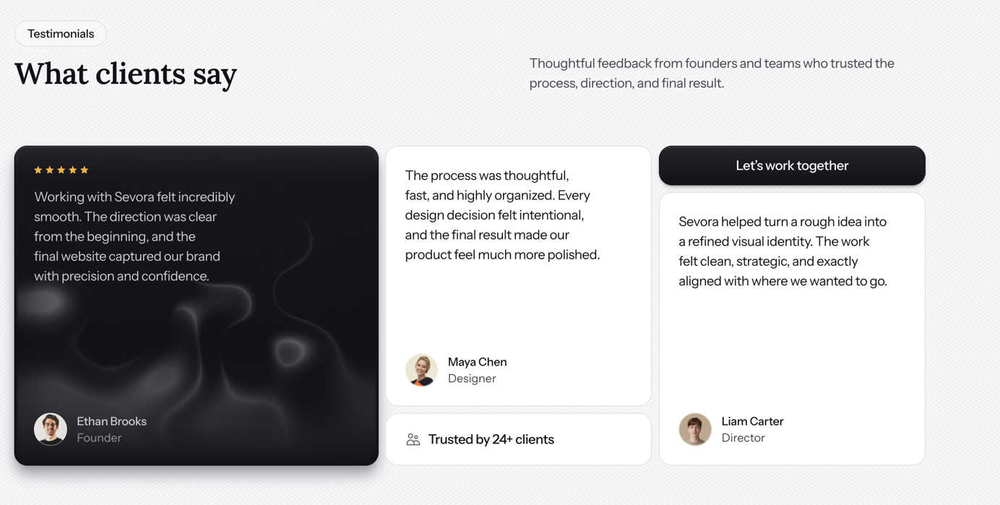 Testimonials
What clients say
Thoughtful feedback from founders and teams who trusted the
process, direction, and final result.
Working with Sevora felt incredibly
smooth. The direction was clear
from the beginning, and the
final website captured our brand
with precision and confidence.
Ethan Brooks
Founder
The process was thoughtful,
fast, and highly organized. Every
design decision felt intentional,
and the final result made our
product feel much more polished.
Maya Chen
Designer
Trusted by 24+ clients
Let’s work together
Sevora helped turn a rough idea into
a refined visual identity. The work
felt clean, strategic, and exactly
aligned with where we wanted to go.
Liam Carter
Director